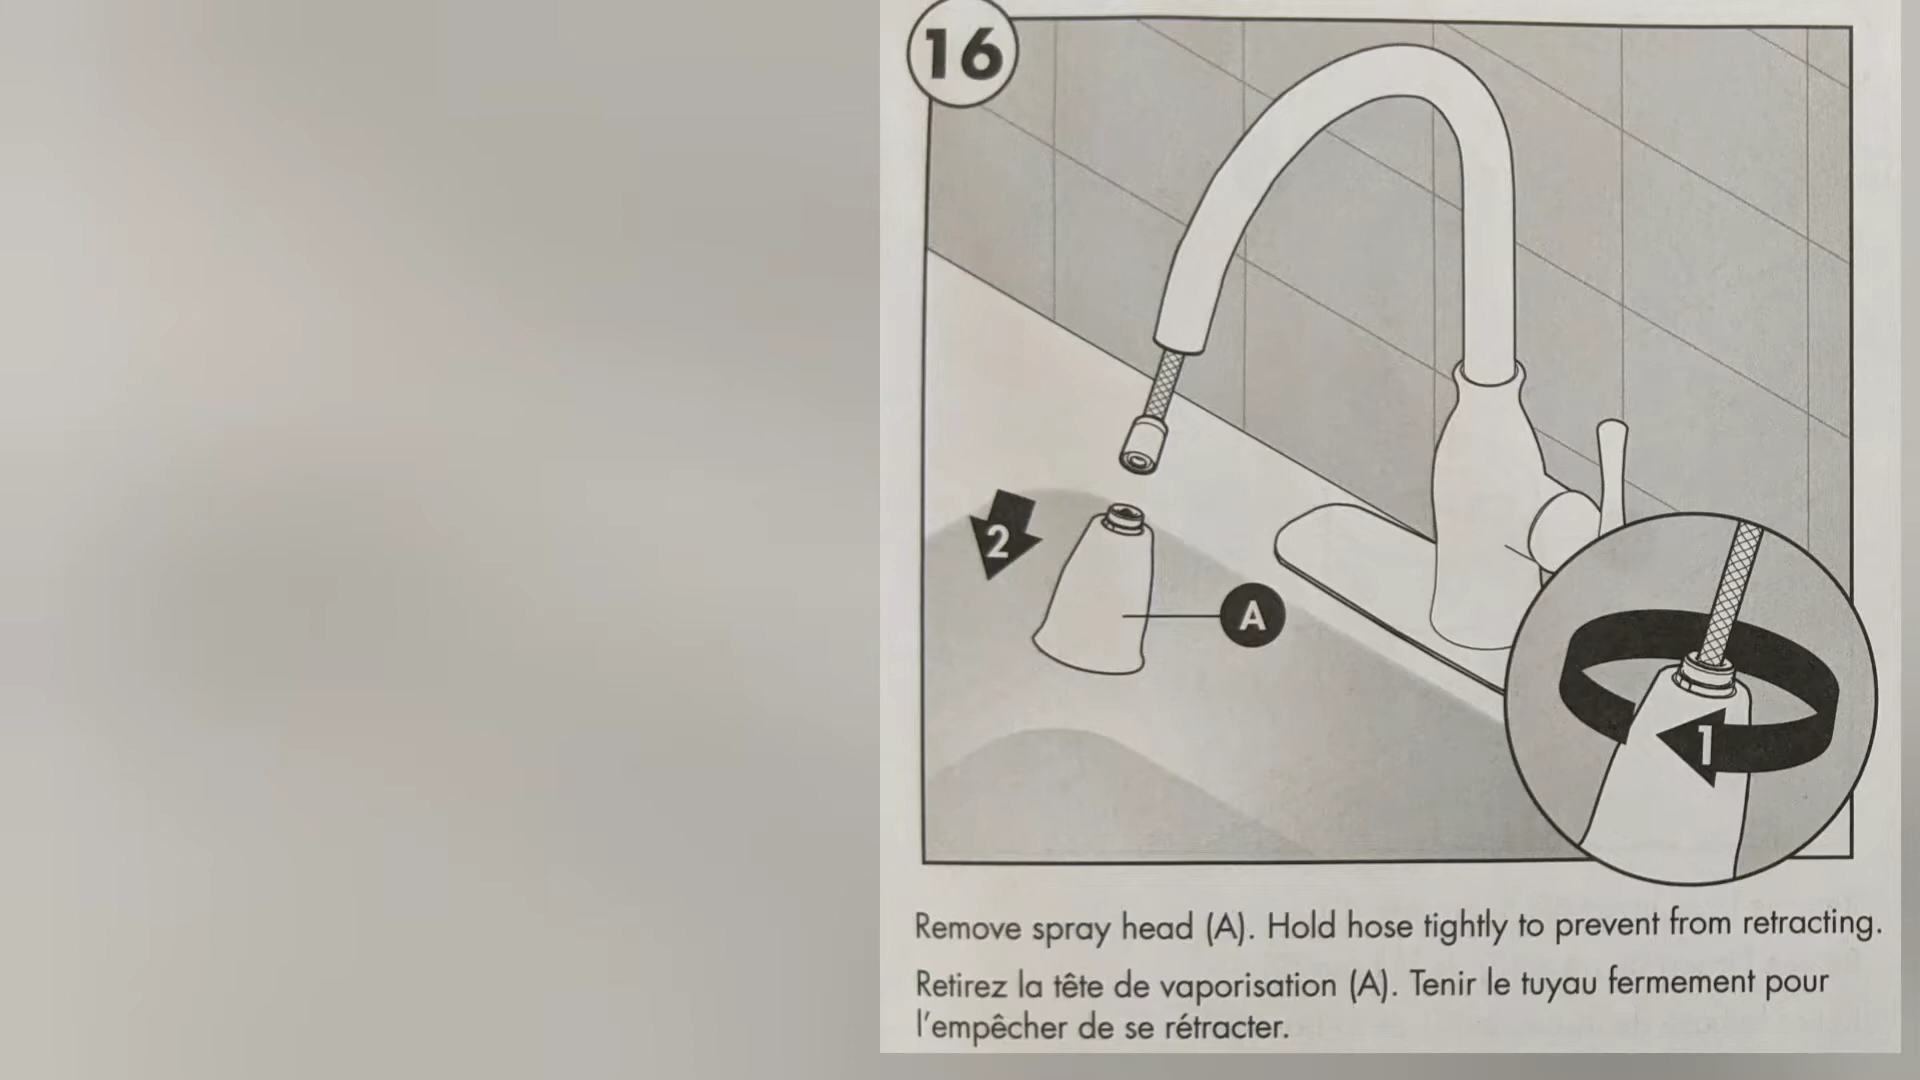 16
2
A
1
Remove spray head (A). Hold hose tightly to prevent from retracting.
Retirez la tête de vaporisation (A). Tenir le tuyau fermement pour
l'empêcher de se rétracter.